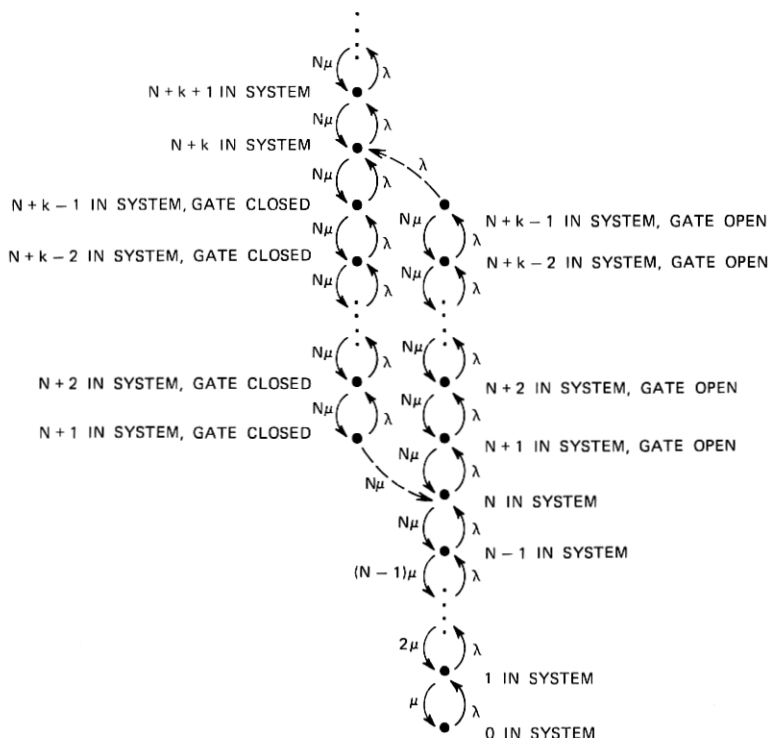 Nμ λ
N + k + 1 IN SYSTEM
Nμ λ
N + k IN SYSTEM
λ
Nμ λ
N + k – 1 IN SYSTEM, GATE CLOSED
N + k – 1 IN SYSTEM, GATE OPEN
Nμ λ Nμ λ
N + k – 2 IN SYSTEM, GATE CLOSED
N + k – 2 IN SYSTEM, GATE OPEN
Nμ λ Nμ λ
Nμ λ Nμ λ
N + 2 IN SYSTEM, GATE CLOSED
N + 2 IN SYSTEM, GATE OPEN
Nμ λ Nμ λ
N + 1 IN SYSTEM, GATE CLOSED
N + 1 IN SYSTEM, GATE OPEN
Nμ Nμ λ
N IN SYSTEM
Nμ λ
N – 1 IN SYSTEM
(N – 1)μ λ
2μ λ
1 IN SYSTEM
μ λ
0 IN SYSTEM